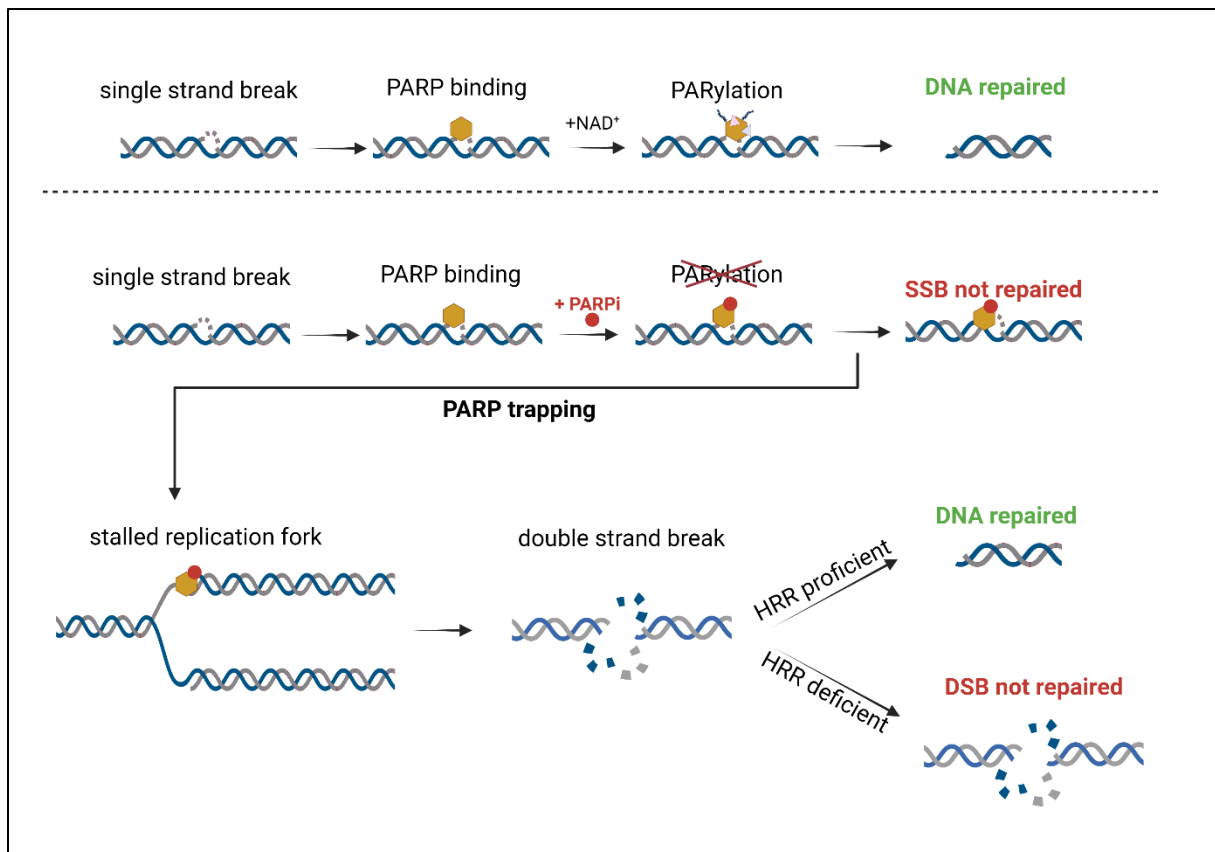 single strand break
PARP binding
+NAD⁺
PARylation
DNA repaired
single strand break
PARP binding
+ PARPi
PARylation
SSB not repaired
PARP trapping
stalled replication fork
double strand break
HRR proficient
DNA repaired
HRR deficient
DSB not repaired